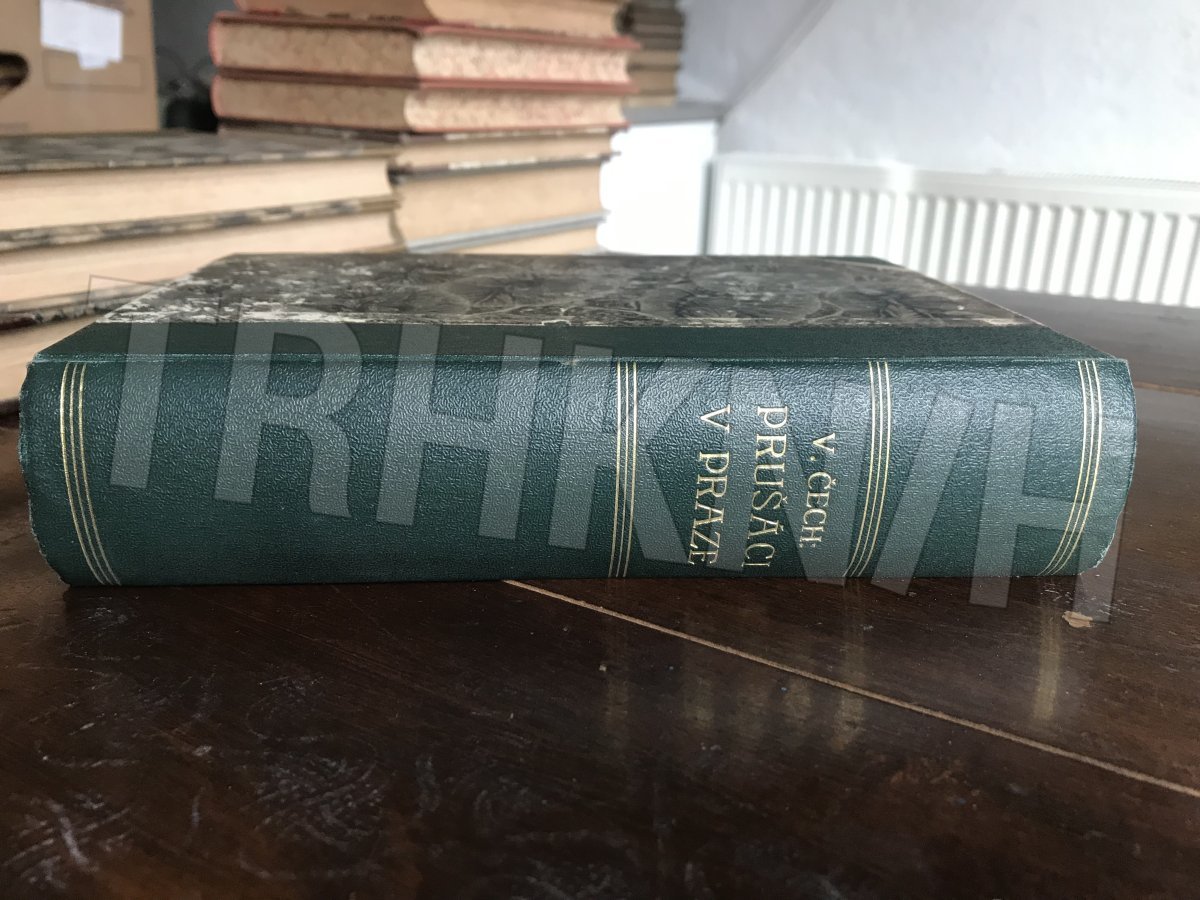 V. ČECH:
PRUŠÁCI
V PRAZE
TRHKNIH